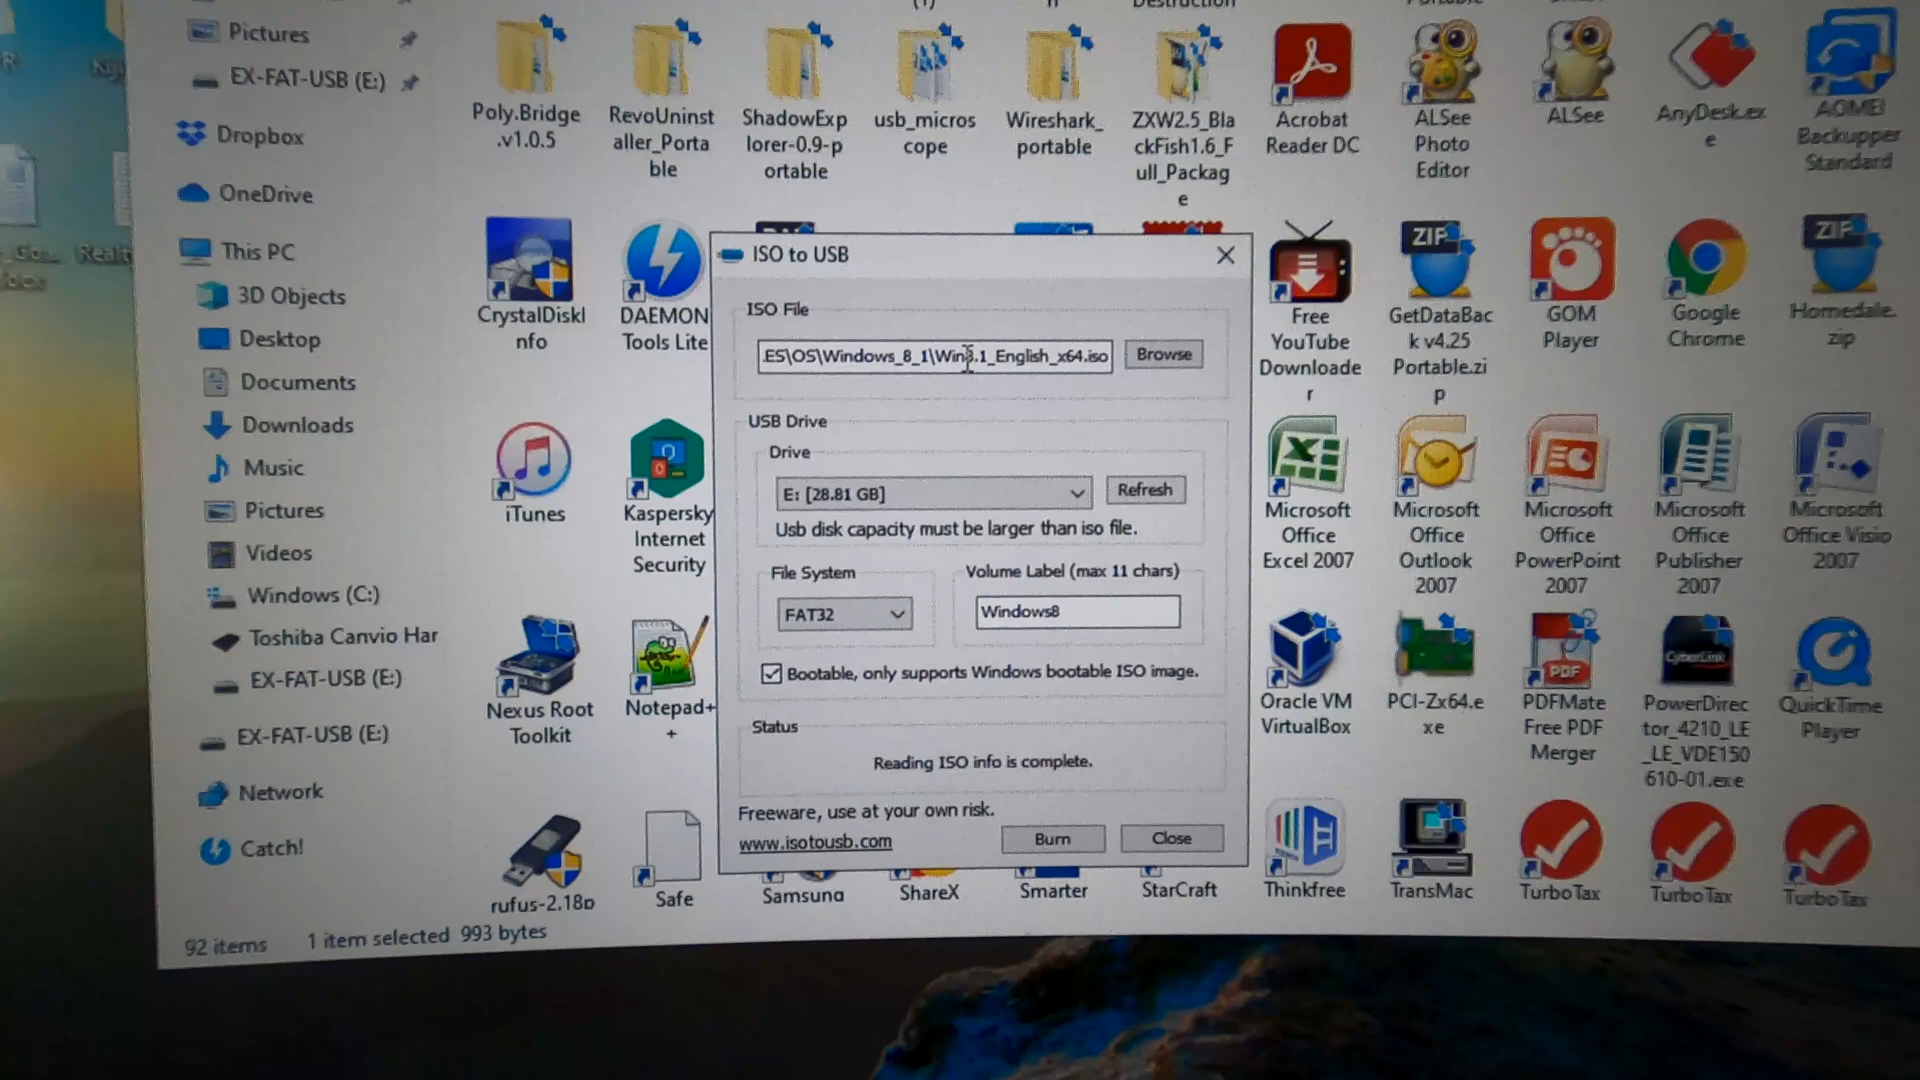 Pictures
EX-FAT-USB (E:)
Dropbox
OneDrive
This PC
3D Objects
Desktop
Documents
Downloads
Music
Pictures
Videos
Windows (C:)
Toshiba Canvio Har
EX-FAT-USB (E:)
EX-FAT-USB (E:)
Network
Catch!
92 items
1 item selected 993 bytes
(1)
Destruction
Poly.Bridge
.v1.0.5
RevoUninst
aller_Porta
ble
ShadowExp
lorer-0.9-p
ortable
usb_micros
cope
Wireshark_
portable
ZXW2.5_Bla
ckFish1.6_F
ull_Packag
e
Acrobat
Reader DC
ALSee
Photo
Editor
ALSee
AnyDesk.ex
e
AOMEI
Backupper
Standard
CrystalDiskI
nfo
DAEMON
Tools Lite
Free
YouTube
Downloade
r
ZIP
GetDataBac
k v4.25
Portable.zi
p
GOM
Player
Google
Chrome
ZIP
Homedale.
zip
iTunes
Kaspersky
Internet
Security
Microsoft
Office
Excel 2007
Microsoft
Office
Outlook
2007
Microsoft
Office
PowerPoint
2007
Microsoft
Office
Publisher
2007
Microsoft
Office Visio
2007
Nexus Root
Toolkit
Notepad+
+
Oracle VM
VirtualBox
PCI-Zx64.e
xe
PDF
PDFMate
Free PDF
Merger
CyberLink
PowerDirec
tor_4210_LE
_LE_VDE150
610-01.exe
QuickTime
Player
rufus-2.18p
Safe
Samsung
ShareX
Smarter
StarCraft
Thinkfree
TransMac
TurboTax
TurboTax
TurboTax
ISO to USB
ISO File
.ES\OS\Windows_8_1\Win8.1_English_x64.iso
Browse
USB Drive
Drive
E: [28.81 GB]
Refresh
Usb disk capacity must be larger than iso file.
File System
FAT32
Volume Label (max 11 chars)
Windows8
Bootable, only supports Windows bootable ISO image.
Status
Reading ISO info is complete.
Freeware, use at your own risk.
www.isotousb.com
Burn
Close